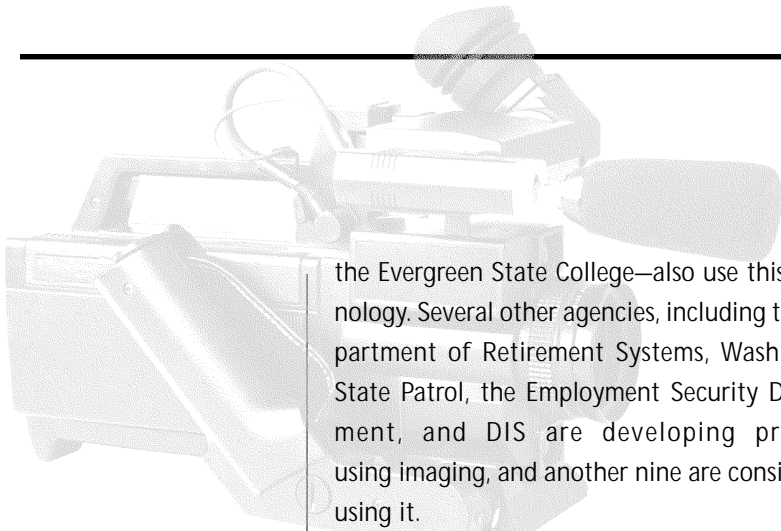 the Evergreen State College—also use this
nology. Several other agencies, including t
partment of Retirement Systems, Wash
State Patrol, the Employment Security D
ment, and DIS are developing pr
using imaging, and another nine are consi
using it.